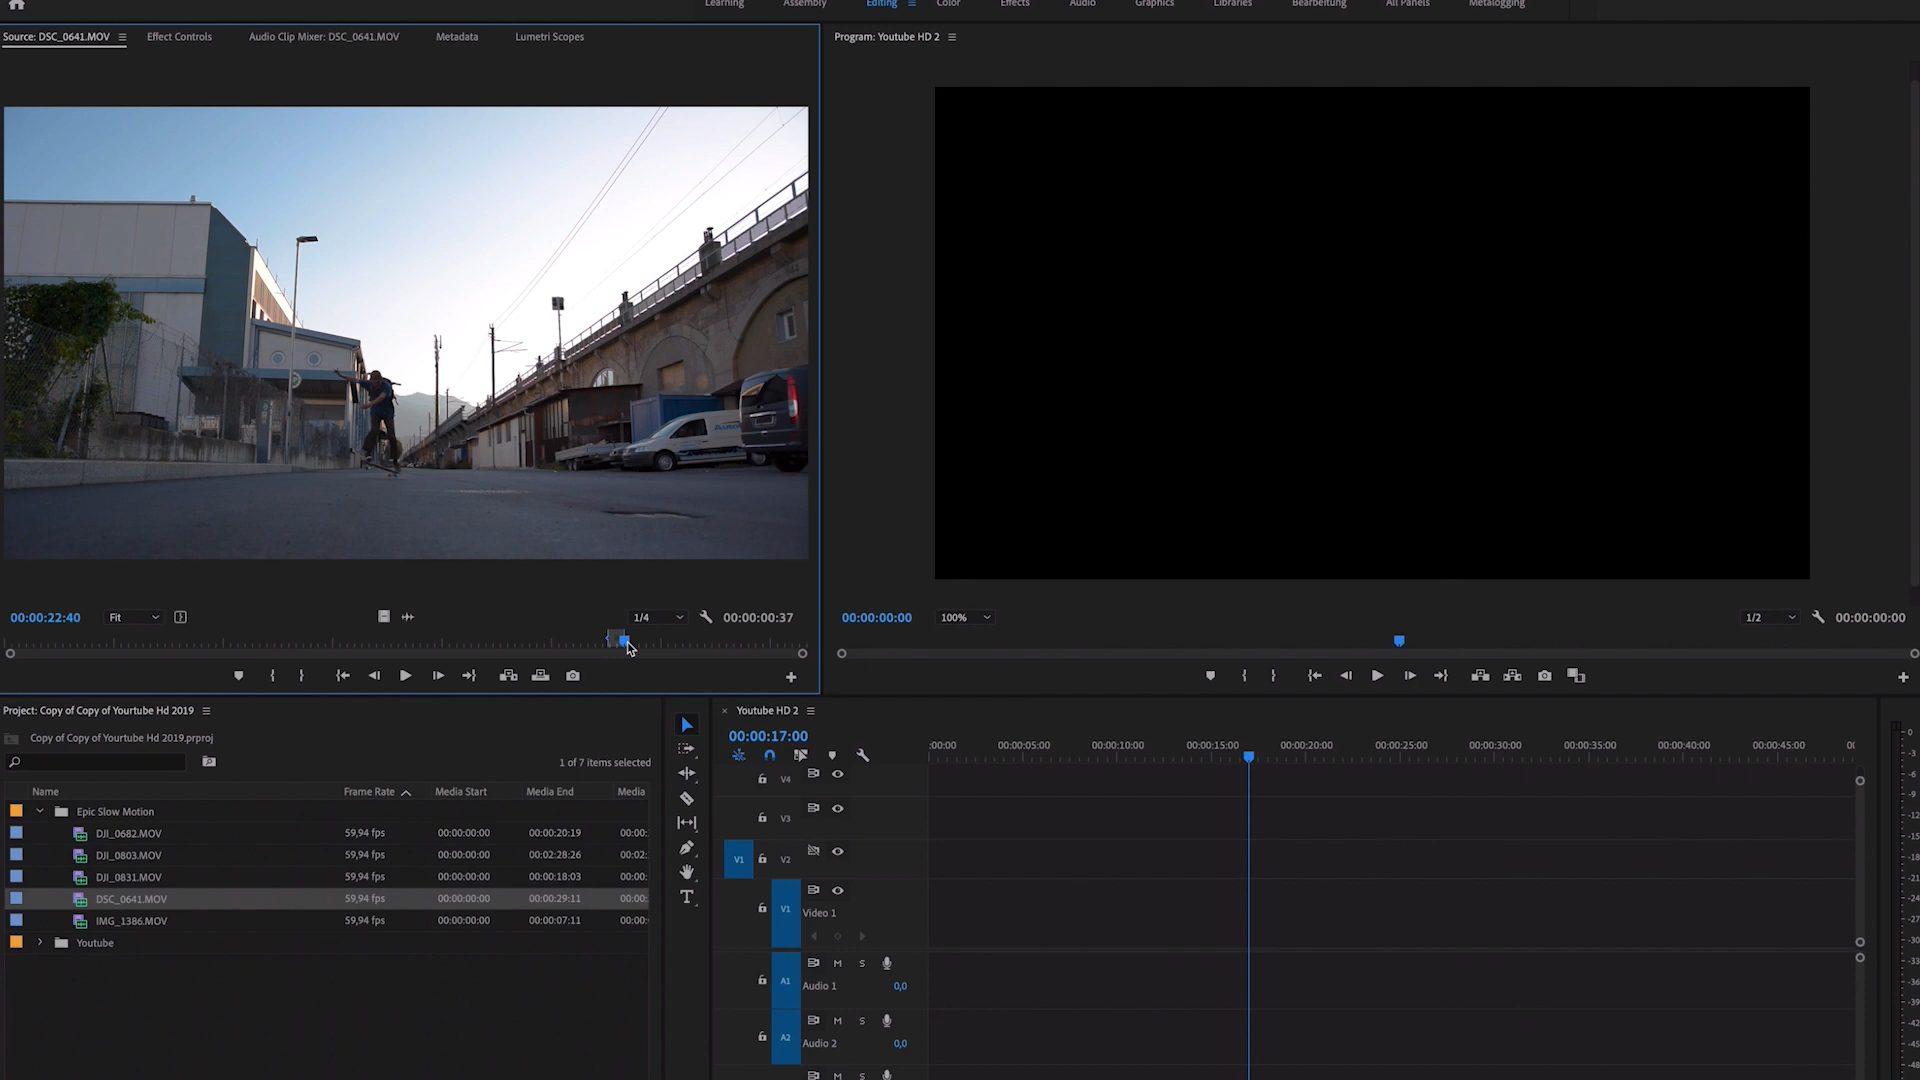 Learning Assembly Editing Color Effects Audio Graphics Libraries Bearbeitung All Panels Metalogging
Source: DSC_0641.MOV Effect Controls Audio Clip Mixer: DSC_0641.MOV Metadata Lumetri Scopes
Program: Youtube HD 2
00:00:22:40 Fit 1/4 00:00:00:37
00:00:00:00 100% 1/2 00:00:00:00
Project: Copy of Copy of Yourtube Hd 2019
Copy of Copy of Yourtube Hd 2019.prproj
1 of 7 items selected
Name Frame Rate Media Start Media End Media
Epic Slow Motion
DJI_0682.MOV 59,94 fps 00:00:00:00 00:00:20:19 00:00:
DJI_0803.MOV 59,94 fps 00:00:00:00 00:02:28:26 00:02:
DJI_0831.MOV 59,94 fps 00:00:00:00 00:00:18:03 00:00:
DSC_0641.MOV 59,94 fps 00:00:00:00 00:00:29:11 00:00:
IMG_1386.MOV 59,94 fps 00:00:00:00 00:00:07:11 00:00:
Youtube
× Youtube HD 2
00:00:17:00
:00:00 00:00:05:00 00:00:10:00 00:00:15:00 00:00:20:00 00:00:25:00 00:00:30:00 00:00:35:00 00:00:40:00 00:00:45:00
V4
V3
V1 V2
V1
Video 1
A1 M S
Audio 1 0,0
A2 M S
Audio 2 0,0
M S
0
-3
-6
-9
-12
-15
-18
-21
-24
-27
-30
-33
-36
-39
-42
-45
-48